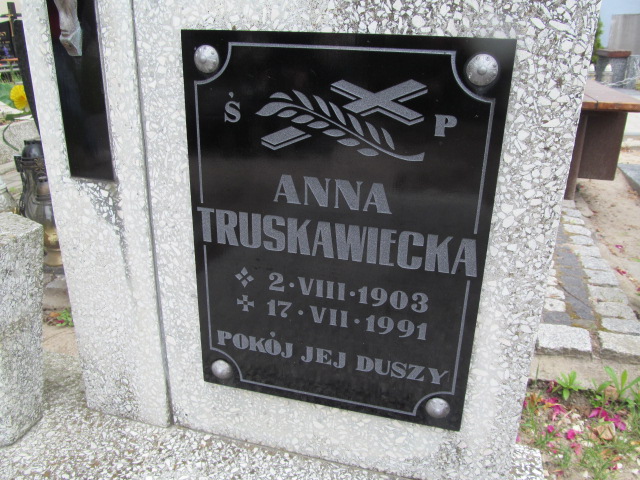 Ś P
ANNA
TRUSKAWIECKA
2·VIII·1903
17·VII·1991
POKÓJ JEJ DUSZY